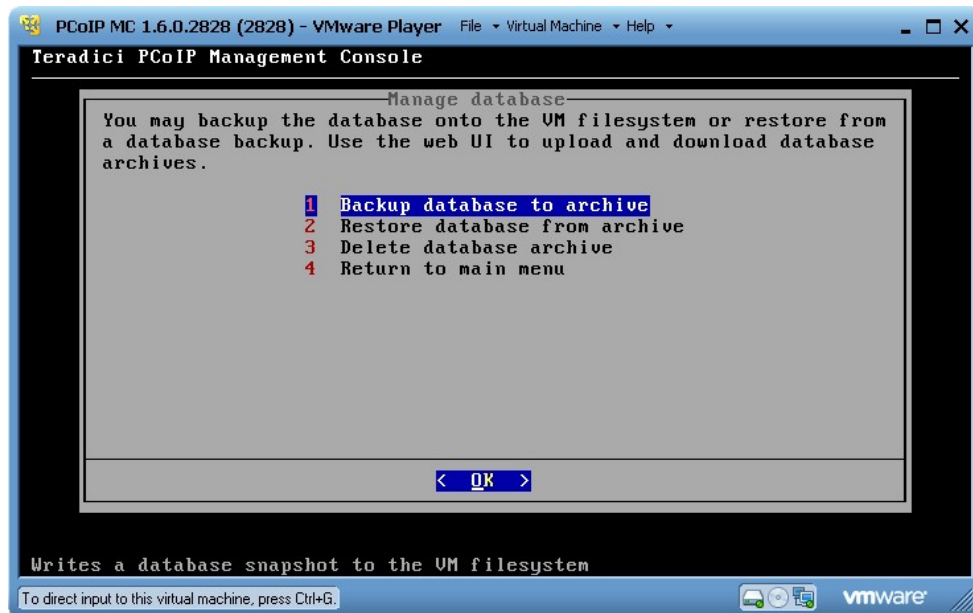 PCoIP MC 1.6.0.2828 (2828) - VMware Player File Virtual Machine Help
Teradici PCoIP Management Console
Manage database
You may backup the database onto the VM filesystem or restore from
a database backup. Use the web UI to upload and download database
archives.
1 Backup database to archive
2 Restore database from archive
3 Delete database archive
4 Return to main menu
< OK >
Writes a database snapshot to the VM filesystem
To direct input to this virtual machine, press Ctrl+G.
vmware